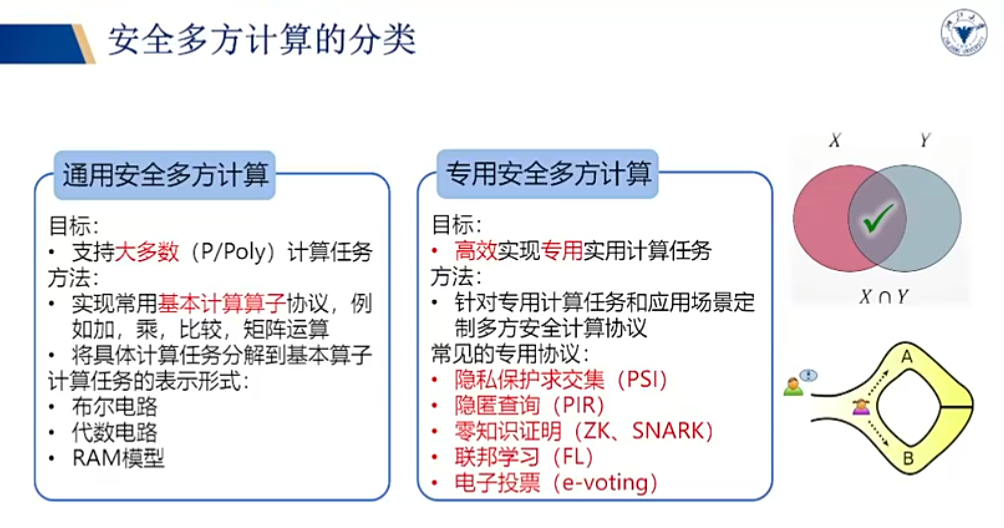 安全多方计算的分类
通用安全多方计算
目标：
• 支持大多数（P/Poly）计算任务
方法：
• 实现常用基本计算算子协议，例
如加，乘，比较，矩阵运算
• 将具体计算任务分解到基本算子
计算任务的表示形式：
• 布尔电路
• 代数电路
• RAM模型
专用安全多方计算
目标：
• 高效实现专用实用计算任务
方法：
• 针对专用计算任务和应用场景定
制多方安全计算协议
常见的专用协议：
• 隐私保护求交集（PSI）
• 隐匿查询（PIR）
• 零知识证明（ZK、SNARK）
• 联邦学习（FL）
• 电子投票（e-voting）
X Y
X ∩ Y
A
B